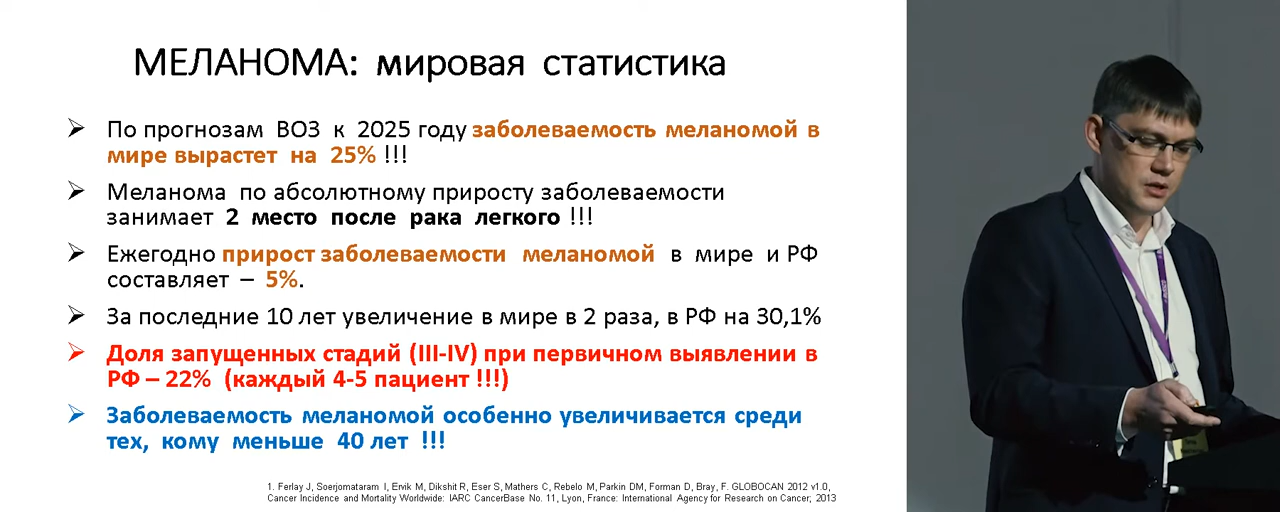 МЕЛАНОМА: мировая статистика
По прогнозам ВОЗ к 2025 году заболеваемость меланомой в
мире вырастет на 25% !!!
Меланома по абсолютному приросту заболеваемости
занимает 2 место после рака легкого !!!
Ежегодно прирост заболеваемости меланомой в мире и РФ
составляет – 5%.
За последние 10 лет увеличение в мире в 2 раза, в РФ на 30,1%
Доля запущенных стадий (III-IV) при первичном выявлении в
РФ – 22% (каждый 4-5 пациент !!!)
Заболеваемость меланомой особенно увеличивается среди
тех, кому меньше 40 лет !!!
1. Ferlay J, Soerjomataram I, Ervik M, Dikshit R, Eser S, Mathers C, Rebelo M, Parkin DM, Forman D, Bray, F. GLOBOCAN 2012 v1.0,
Cancer Incidence and Mortality Worldwide: IARC CancerBase No. 11, Lyon, France: International Agency for Research on Cancer, 2013